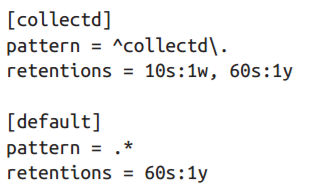 [collectd]
pattern = ^collectd\.
retentions = 10s:1w, 60s:1y
[default]
pattern = .*
retentions = 60s:1y